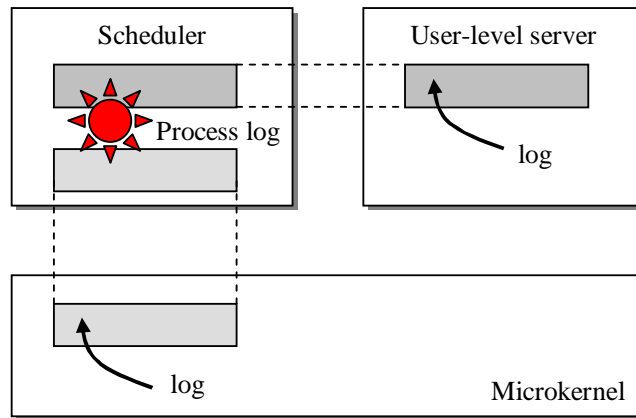 Scheduler
User-level server
Process log
log
log
Microkernel